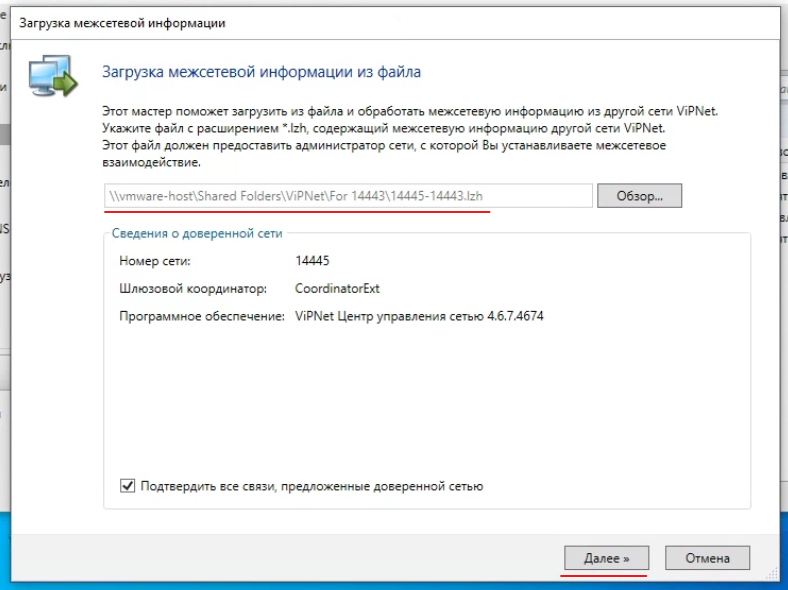 Загрузка межсетевой информации
Загрузка межсетевой информации из файла
Этот мастер поможет загрузить из файла и обработать межсетевую информацию из другой сети ViPNet.
Укажите файл с расширением *.lzh, содержащий межсетевую информацию другой сети ViPNet.
Этот файл должен предоставить администратор сети, с которой Вы устанавливаете межсетевое
взаимодействие.
\\vmware-host\Shared Folders\ViPNet\For 14443\14445-14443.lzh
Обзор...
Сведения о доверенной сети
Номер сети: 14445
Шлюзовой координатор: CoordinatorExt
Программное обеспечение: ViPNet Центр управления сетью 4.6.7.4674
Подтвердить все связи, предложенные доверенной сетью
Далее » Отмена